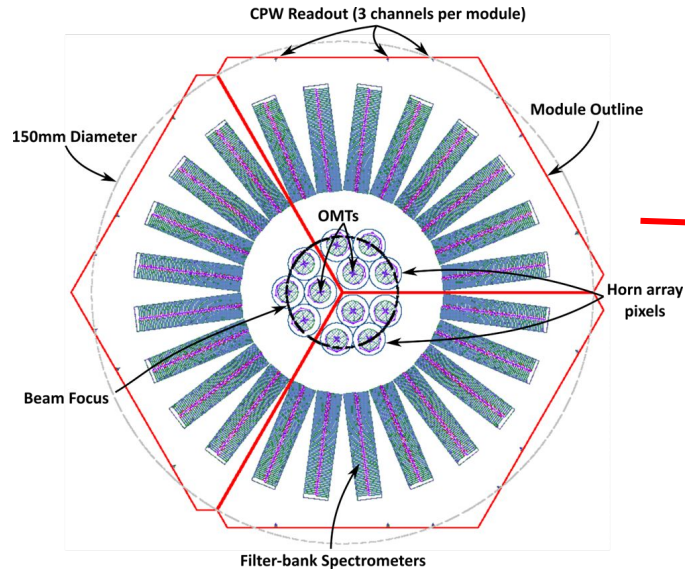 CPW Readout (3 channels per module)
Module Outline
150mm Diameter
OMTs
Horn array
pixels
Beam Focus
Filter-bank Spectrometers